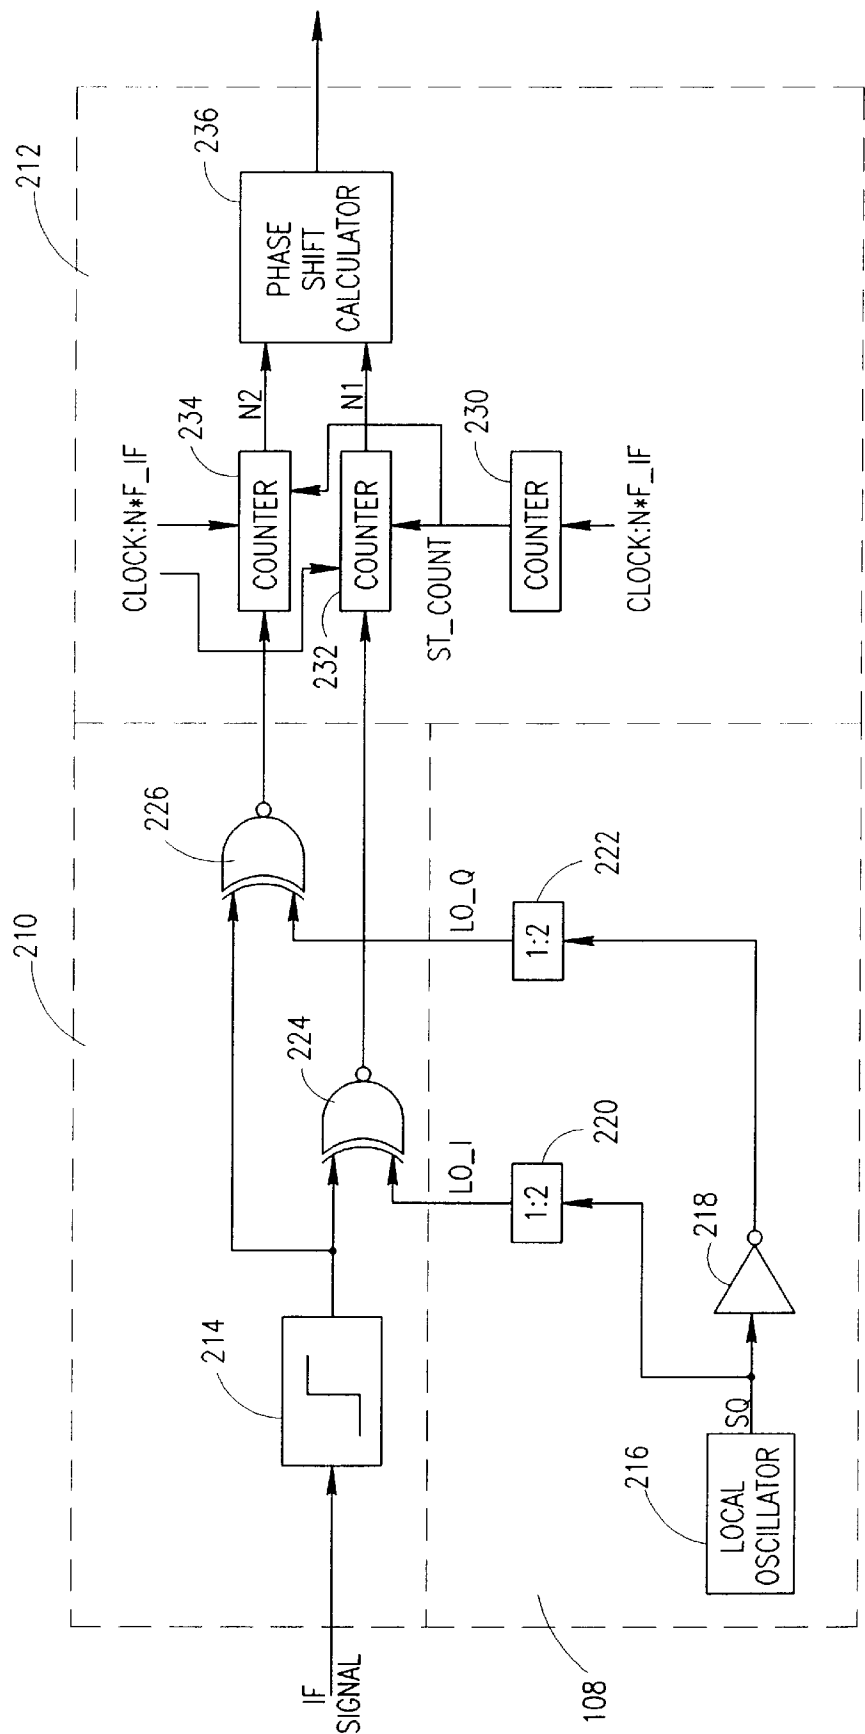 210
212
IF
SIGNAL
214
224
226
CLOCK:N*F_IF
234
COUNTER
N2
236
PHASE
SHIFT
CALCULATOR
232
COUNTER
N1
ST_COUNT
230
COUNTER
CLOCK:N*F_IF
LO_I
LO_Q
1:2
220
1:2
222
218
216
SQ
LOCAL
OSCILLATOR
108